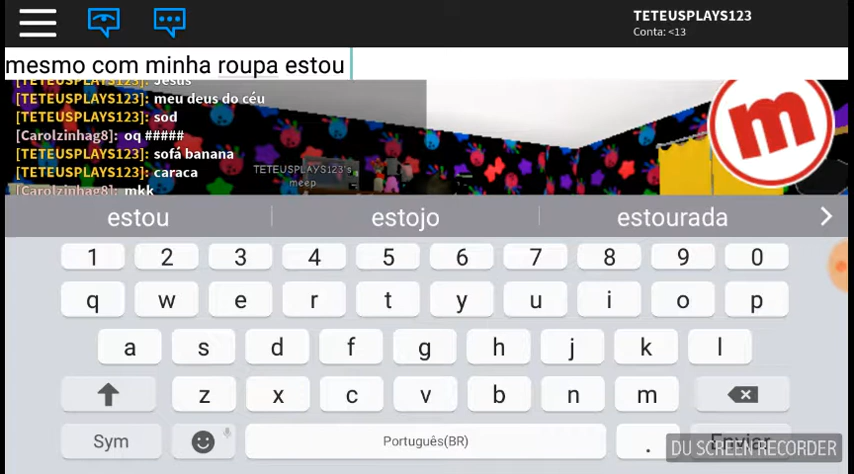 TETEUSPLAYS123
Conta: <13
mesmo com minha roupa estou
[TETEUSPLAYS123]: Jesus
[TETEUSPLAYS123]: meu deus do céu
[TETEUSPLAYS123]: sod
[Carolzinhag8]: oq #####
[TETEUSPLAYS123]: sofá banana
[TETEUSPLAYS123]: caraca
[Carolzinhag8]: mkk
TETEUSPLAYS123's
meep
m
estou estojo estourada
1 2 3 4 5 6 7 8 9 0
q w e r t y u i o p
a s d f g h j k l
z x c v b n m
Sym Português(BR) . Enviar
DU SCREEN RECORDER